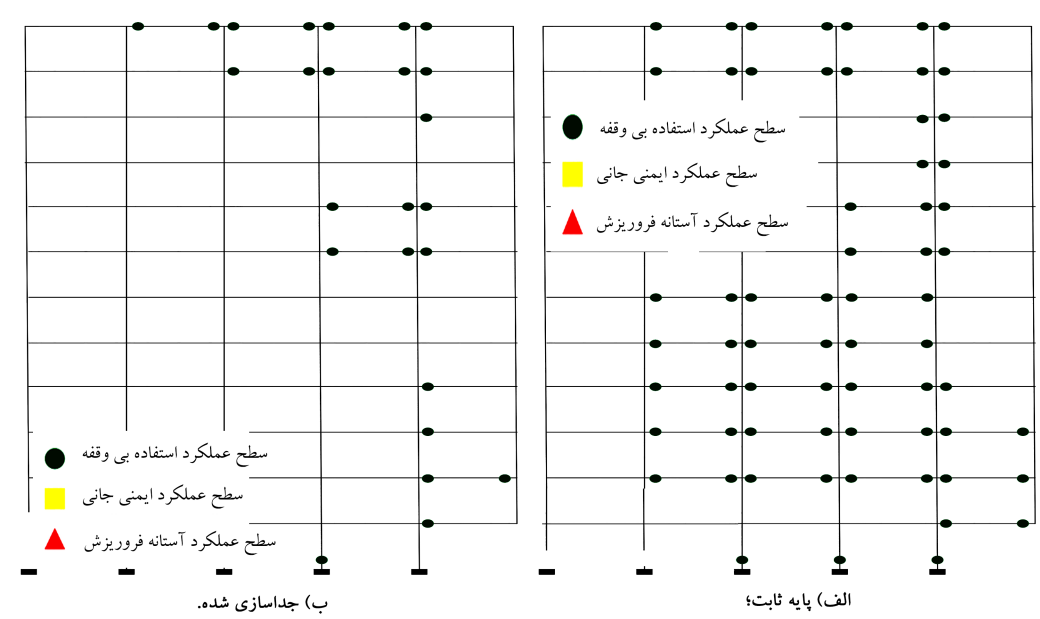 سطح عملکرد استفاده بی وقفه
سطح عملکرد ایمنی جانی
سطح عملکرد آستانه فروریزش
الف) پایه ثابت؛
سطح عملکرد استفاده بی وقفه
سطح عملکرد ایمنی جانی
سطح عملکرد آستانه فروریزش
ب) جداسازی شده.